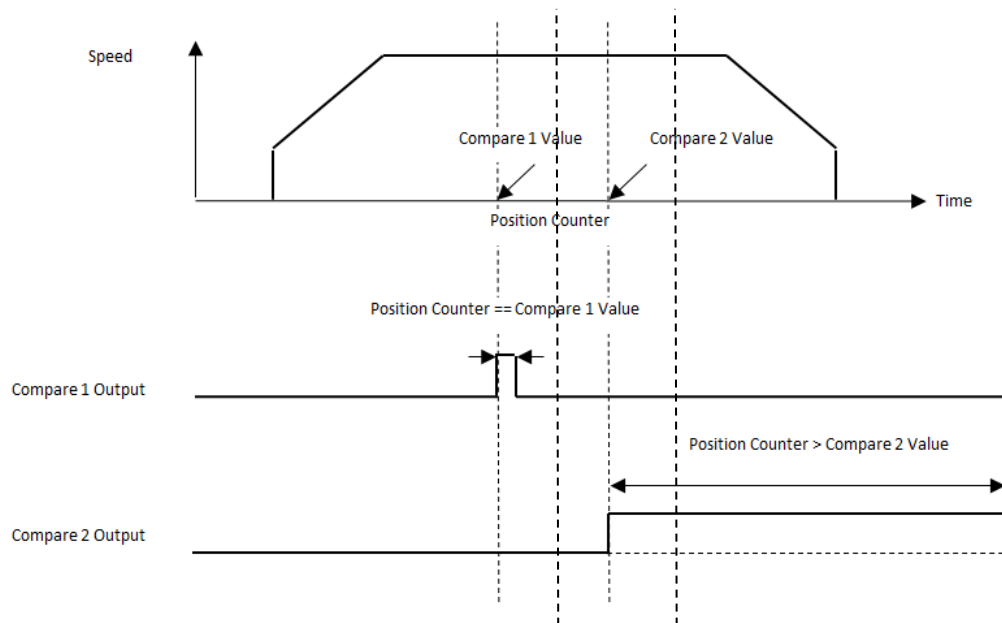 Speed
Compare 1 Value
Compare 2 Value
Time
Position Counter
Position Counter == Compare 1 Value
Compare 1 Output
Position Counter > Compare 2 Value
Compare 2 Output